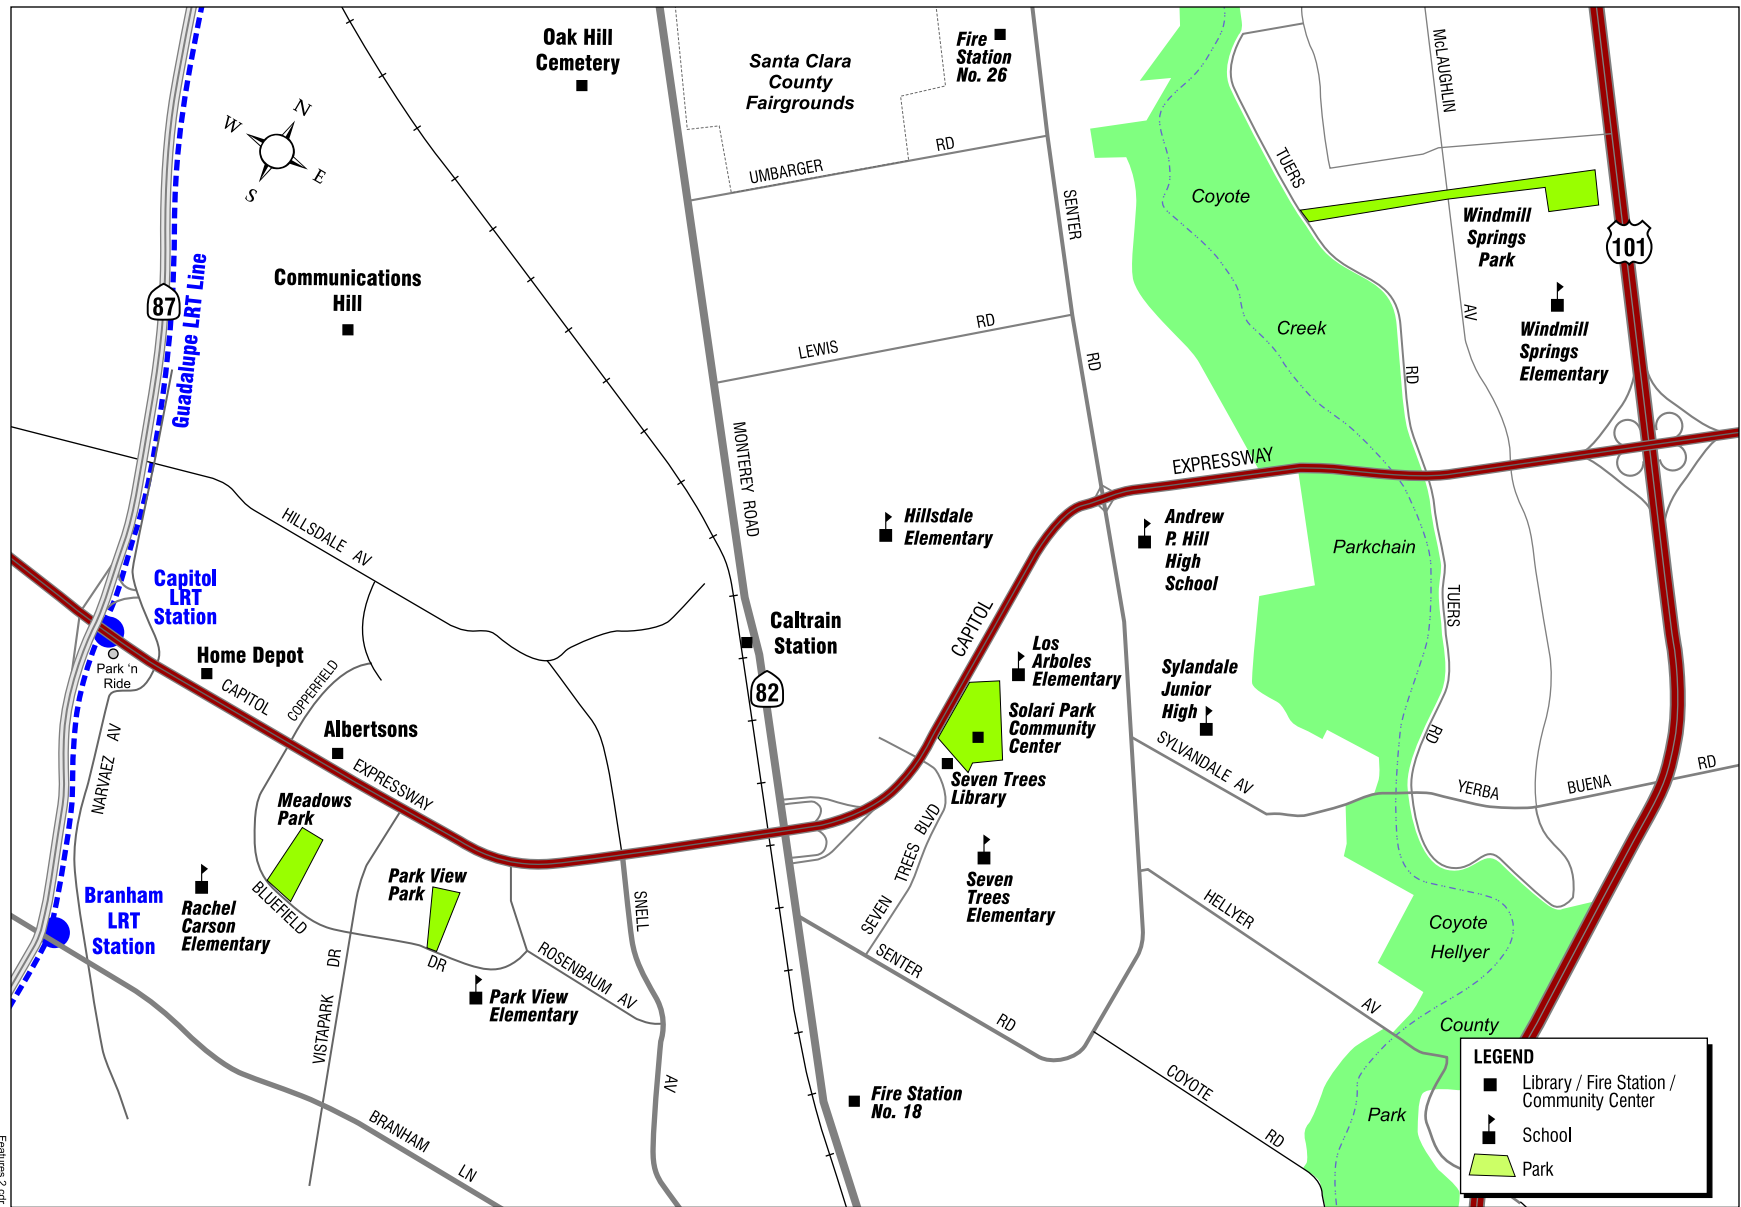 Oak Hill
Cemetery
Santa Clara
County
Fairgrounds
Fire
Station
No. 26
McLAUGHLIN
AV
N
W
E
S
UMBARGER
RD
TUERS
RD
SENTER
RD
Coyote
Creek
Parkchain
Windmill
Springs
Park
101
87
Guadalupe LRT Line
Communications
Hill
Windmill
Springs
Elementary
LEWIS
RD
MONTEREY ROAD
EXPRESSWAY
HILLSDALE AV
Hillsdale
Elementary
Andrew
P. Hill
High
School
Capitol
LRT
Station
Park 'n
Ride
Home Depot
CAPITOL
COPPERFIELD
Caltrain
Station
82
CAPITOL
Los
Arboles
Elementary
Sylandale
Junior
High
TUERS
RD
Solari Park
Community
Center
Albertsons
EXPRESSWAY
NARVAEZ AV
SYLVANDALE AV
YERBA
BUENA
RD
Seven Trees
Library
Meadows
Park
SEVEN TREES BLVD
Seven
Trees
Elementary
Park View
Park
Branham
LRT
Station
Rachel
Carson
Elementary
BLUEFIELD
DR
SNELL
AV
HELLYER
AV
Coyote
Hellyer
County
Park
ROSENBAUM AV
SENTER
RD
VISTAPARK
DR
Park View
Elementary
Fire Station
No. 18
COYOTE
RD
BRANHAM
LN
LEGEND
Library / Fire Station /
Community Center
School
Park
Features 2.cdr